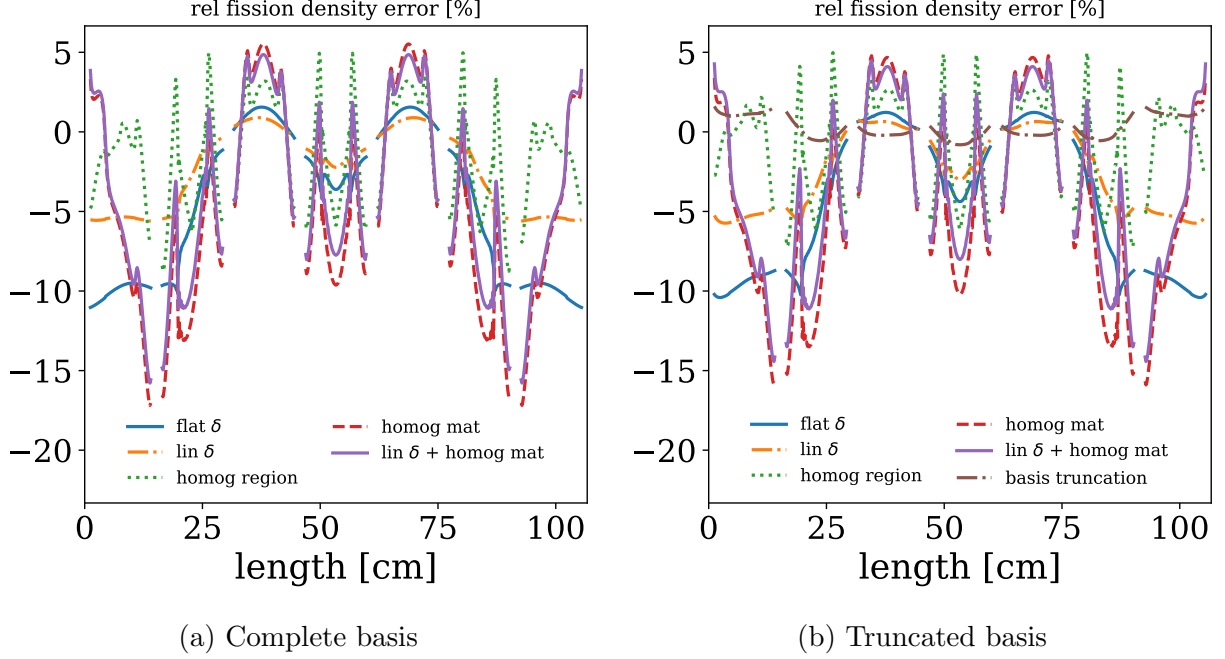 rel fission density error [%]
5
0
−5
−10
−15
−20
flat δ
lin δ
homog region
homog mat
lin δ + homog mat
0
25
50
75
100
length [cm]
(a) Complete basis
rel fission density error [%]
5
0
−5
−10
−15
−20
flat δ
lin δ
homog region
homog mat
lin δ + homog mat
basis truncation
0
25
50
75
100
length [cm]
(b) Truncated basis